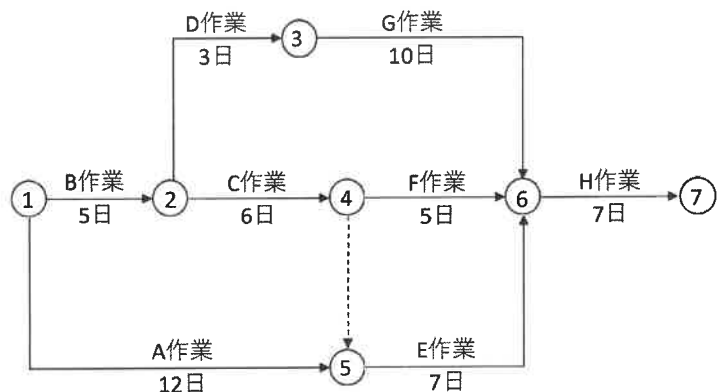 D作業
3日
③
G作業
10日
①
B作業
5日
②
C作業
6日
④
F作業
5日
⑥
H作業
7日
⑦
A作業
12日
⑤
E作業
7日